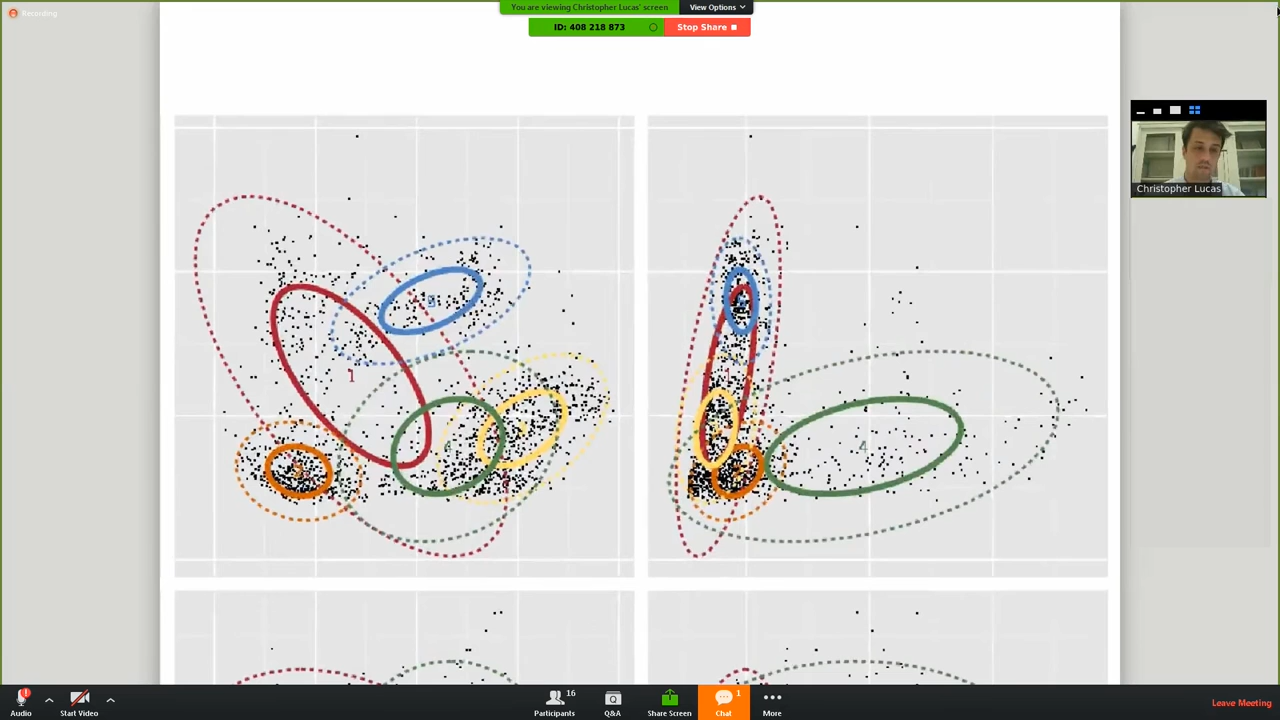 Recording
You are viewing Christopher Lucas' screen
View Options
ID: 408 218 873
Stop Share
Christopher Lucas
1
4
Audio
Start Video
16
Participants
Q&A
Share Screen
1
Chat
More
Leave Meeting